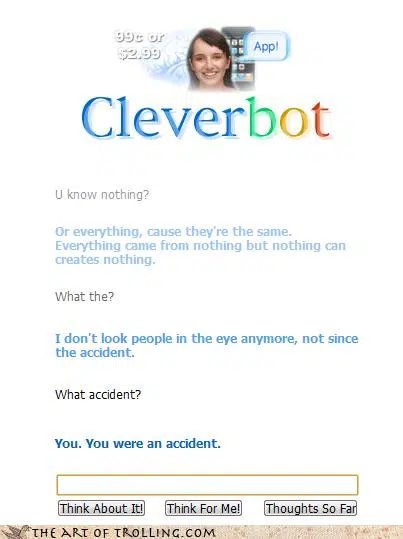 99c or
$2.99
App!
Cleverbot
U know nothing?
Or everything, cause they're the same.
Everything came from nothing but nothing can
creates nothing.
What the?
I don't look people in the eye anymore, not since
the accident.
What accident?
You. You were an accident.
Think About It! Think For Me! Thoughts So Far
THE ART OF TROLLING.COM